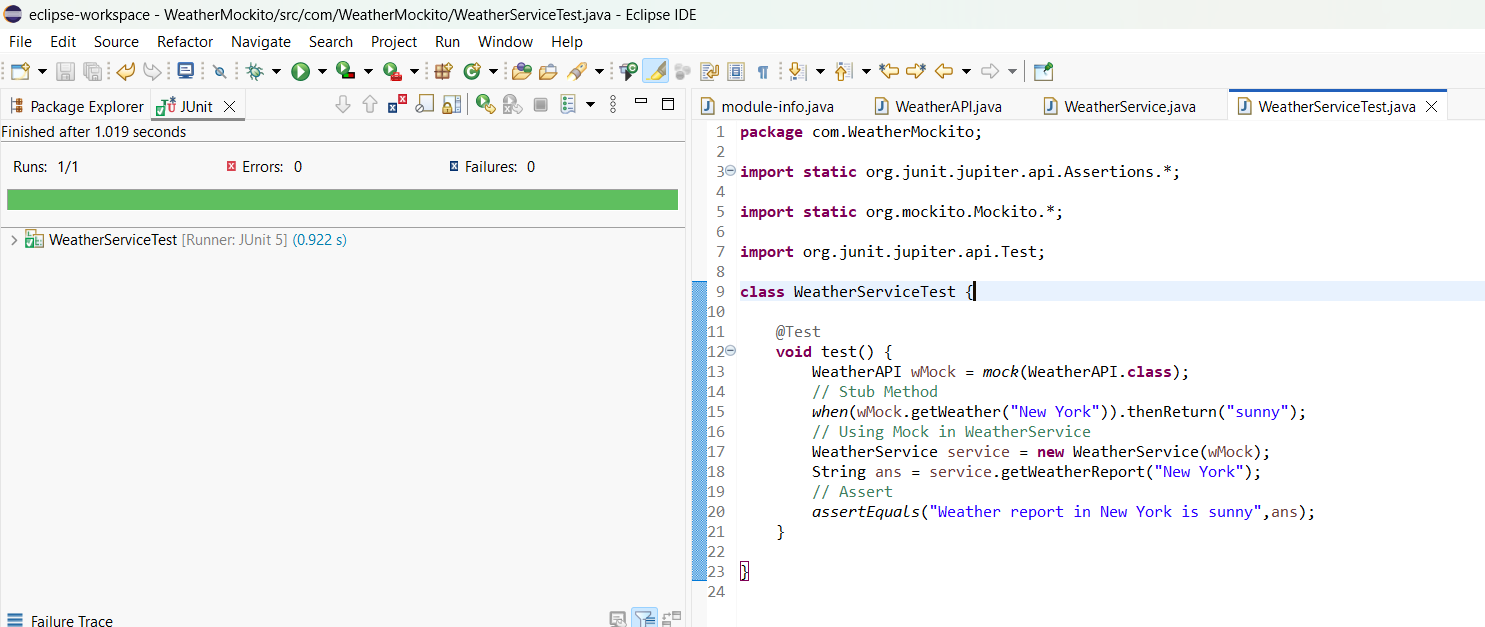 eclipse-workspace - WeatherMockito/src/com/WeatherMockito/WeatherServiceTest.java - Eclipse IDE
File Edit Source Refactor Navigate Search Project Run Window Help
Package Explorer JUnit
Finished after 1.019 seconds
Runs: 1/1 Errors: 0 Failures: 0
WeatherServiceTest [Runner: JUnit 5] (0.922 s)
Failure Trace
module-info.java WeatherAPI.java WeatherService.java WeatherServiceTest.java
1 package com.WeatherMockito;
2
3 import static org.junit.jupiter.api.Assertions.*;
4
5 import static org.mockito.Mockito.*;
6
7 import org.junit.jupiter.api.Test;
8
9 class WeatherServiceTest {
10
11 @Test
12 void test() {
13 WeatherAPI wMock = mock(WeatherAPI.class);
14 // Stub Method
15 when(wMock.getWeather("New York")).thenReturn("sunny");
16 // Using Mock in WeatherService
17 WeatherService service = new WeatherService(wMock);
18 String ans = service.getWeatherReport("New York");
19 // Assert
20 assertEquals("Weather report in New York is sunny",ans);
21 }
22
23 }
24